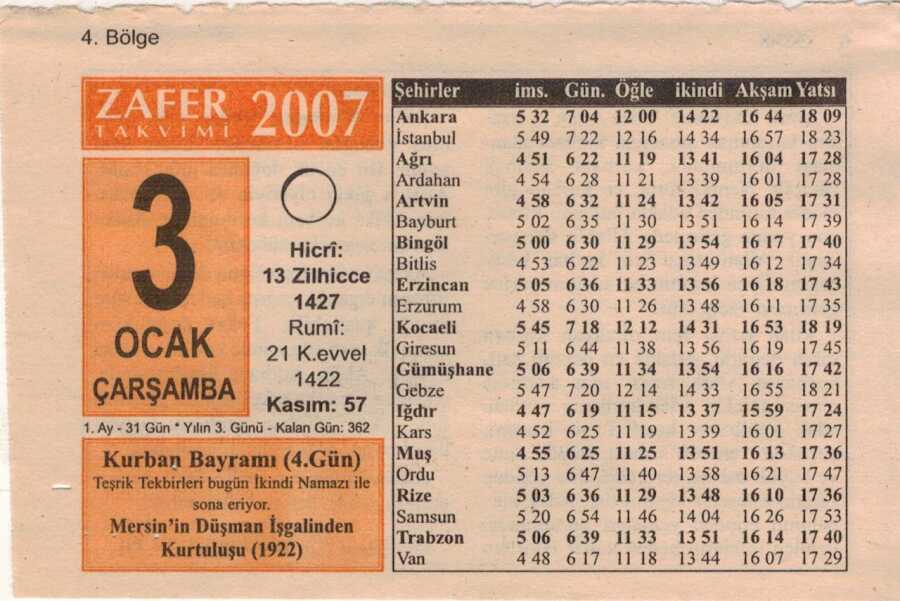 4. Bölge
ZAFER
TAKVİMİ
2007
3
OCAK
ÇARŞAMBA
Hicrî:
13 Zilhicce
1427
Rumî:
21 K.evvel
1422
Kasım: 57
1. Ay - 31 Gün * Yılın 3. Günü - Kalan Gün: 362
Kurban Bayramı (4.Gün)
Teşrik Tekbirleri bugün İkindi Namazı ile
sona eriyor.
Mersin'in Düşman İşgalinden
Kurtuluşu (1922)
Şehirler ims. Gün. Öğle ikindi Akşam Yatsı
Ankara 5 32 7 04 12 00 14 22 16 44 18 09
İstanbul 5 49 7 22 12 16 14 34 16 57 18 23
Ağrı 4 51 6 22 11 19 13 41 16 04 17 28
Ardahan 4 54 6 28 11 21 13 39 16 01 17 28
Artvin 4 58 6 32 11 24 13 42 16 05 17 31
Bayburt 5 02 6 35 11 30 13 51 16 14 17 39
Bingöl 5 00 6 30 11 29 13 54 16 17 17 40
Bitlis 4 53 6 22 11 23 13 49 16 12 17 34
Erzincan 5 05 6 36 11 33 13 56 16 18 17 43
Erzurum 4 58 6 30 11 26 13 48 16 11 17 35
Kocaeli 5 45 7 18 12 12 14 31 16 53 18 19
Giresun 5 11 6 44 11 38 13 56 16 19 17 45
Gümüşhane 5 06 6 39 11 34 13 54 16 16 17 42
Gebze 5 47 7 20 12 14 14 33 16 55 18 21
Iğdır 4 47 6 19 11 15 13 37 15 59 17 24
Kars 4 52 6 25 11 19 13 39 16 01 17 27
Muş 4 55 6 25 11 25 13 51 16 13 17 36
Ordu 5 13 6 47 11 40 13 58 16 21 17 47
Rize 5 03 6 36 11 29 13 48 16 10 17 36
Samsun 5 20 6 54 11 46 14 04 16 26 17 53
Trabzon 5 06 6 39 11 33 13 51 16 14 17 40
Van 4 48 6 17 11 18 13 44 16 07 17 29